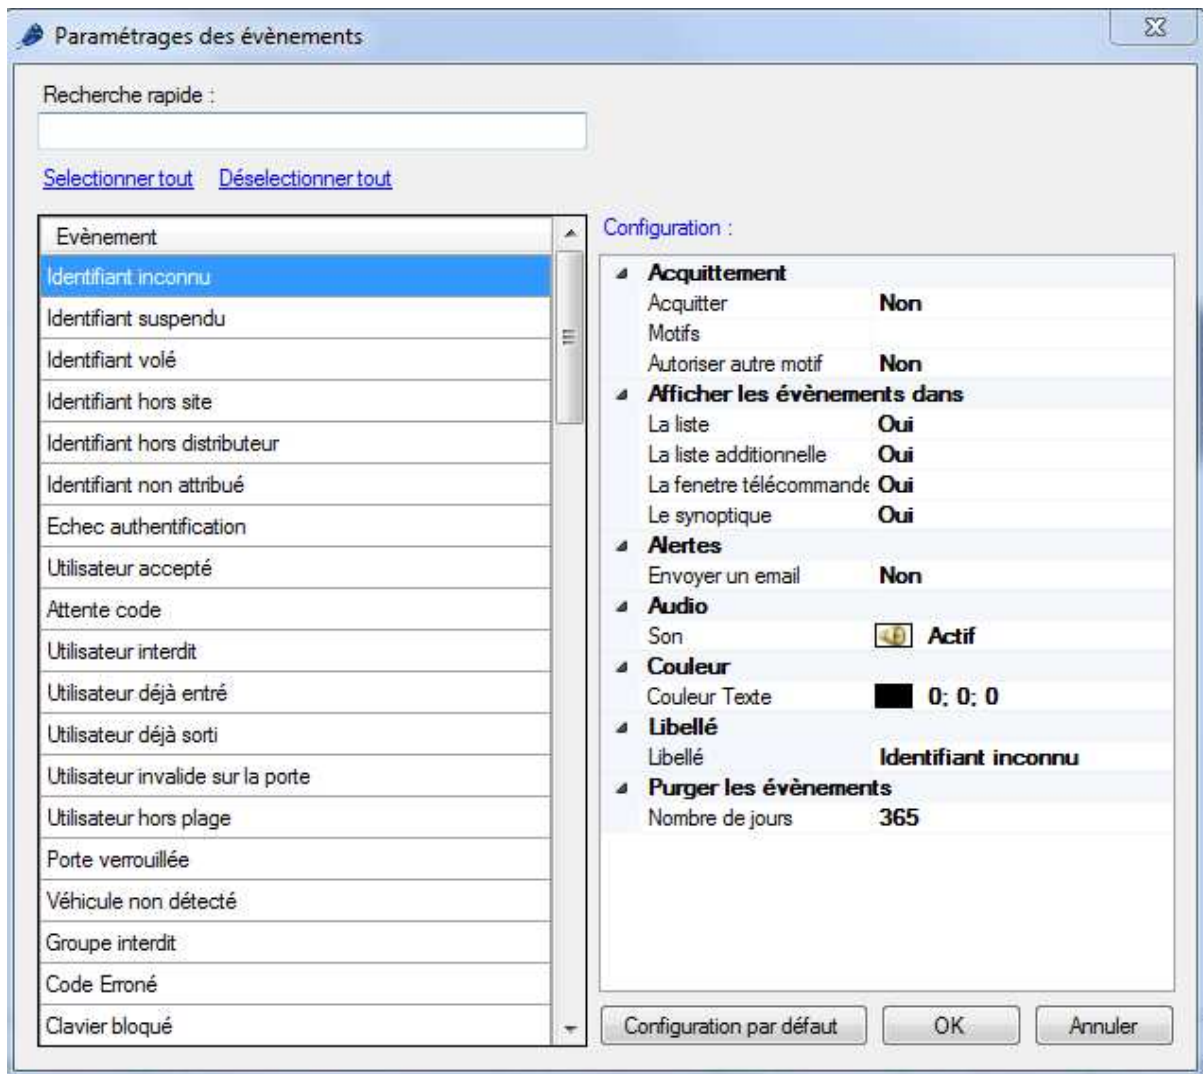 Paramétrages des évènements
Recherche rapide :
Selectionner tout Déselectionner tout
Evènement
Identifiant inconnu
Identifiant suspendu
Identifiant volé
Identifiant hors site
Identifiant hors distributeur
Identifiant non attribué
Echec authentification
Utilisateur accepté
Attente code
Utilisateur interdit
Utilisateur déjà entré
Utilisateur déjà sorti
Utilisateur invalide sur la porte
Utilisateur hors plage
Porte verrouillée
Véhicule non détecté
Groupe interdit
Code Erroné
Clavier bloqué
Configuration :
Acquittement
Acquitter Non
Motifs
Autoriser autre motif Non
Afficher les évènements dans
La liste Oui
La liste additionnelle Oui
La fenetre télécommande Oui
Le synoptique Oui
Alertes
Envoyer un email Non
Audio
Son Actif
Couleur
Couleur Texte 0; 0; 0
Libellé
Libellé Identifiant inconnu
Purger les évènements
Nombre de jours 365
Configuration par défaut OK Annuler